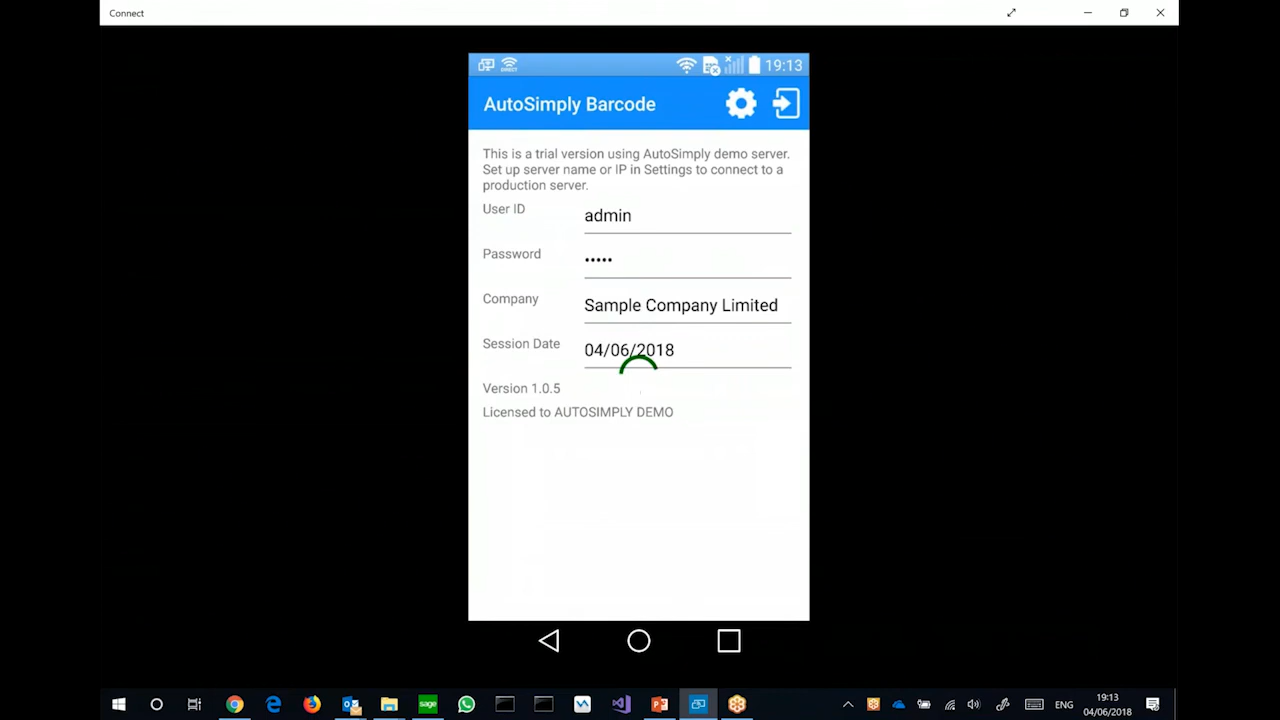 Connect
19:13
AutoSimply Barcode
This is a trial version using AutoSimply demo server.
Set up server name or IP in Settings to connect to a
production server.
User ID
admin
Password
•••••
Company
Sample Company Limited
Session Date
04/06/2018
Version 1.0.5
Licensed to AUTOSIMPLY DEMO
sage
ENG
19:13
04/06/2018